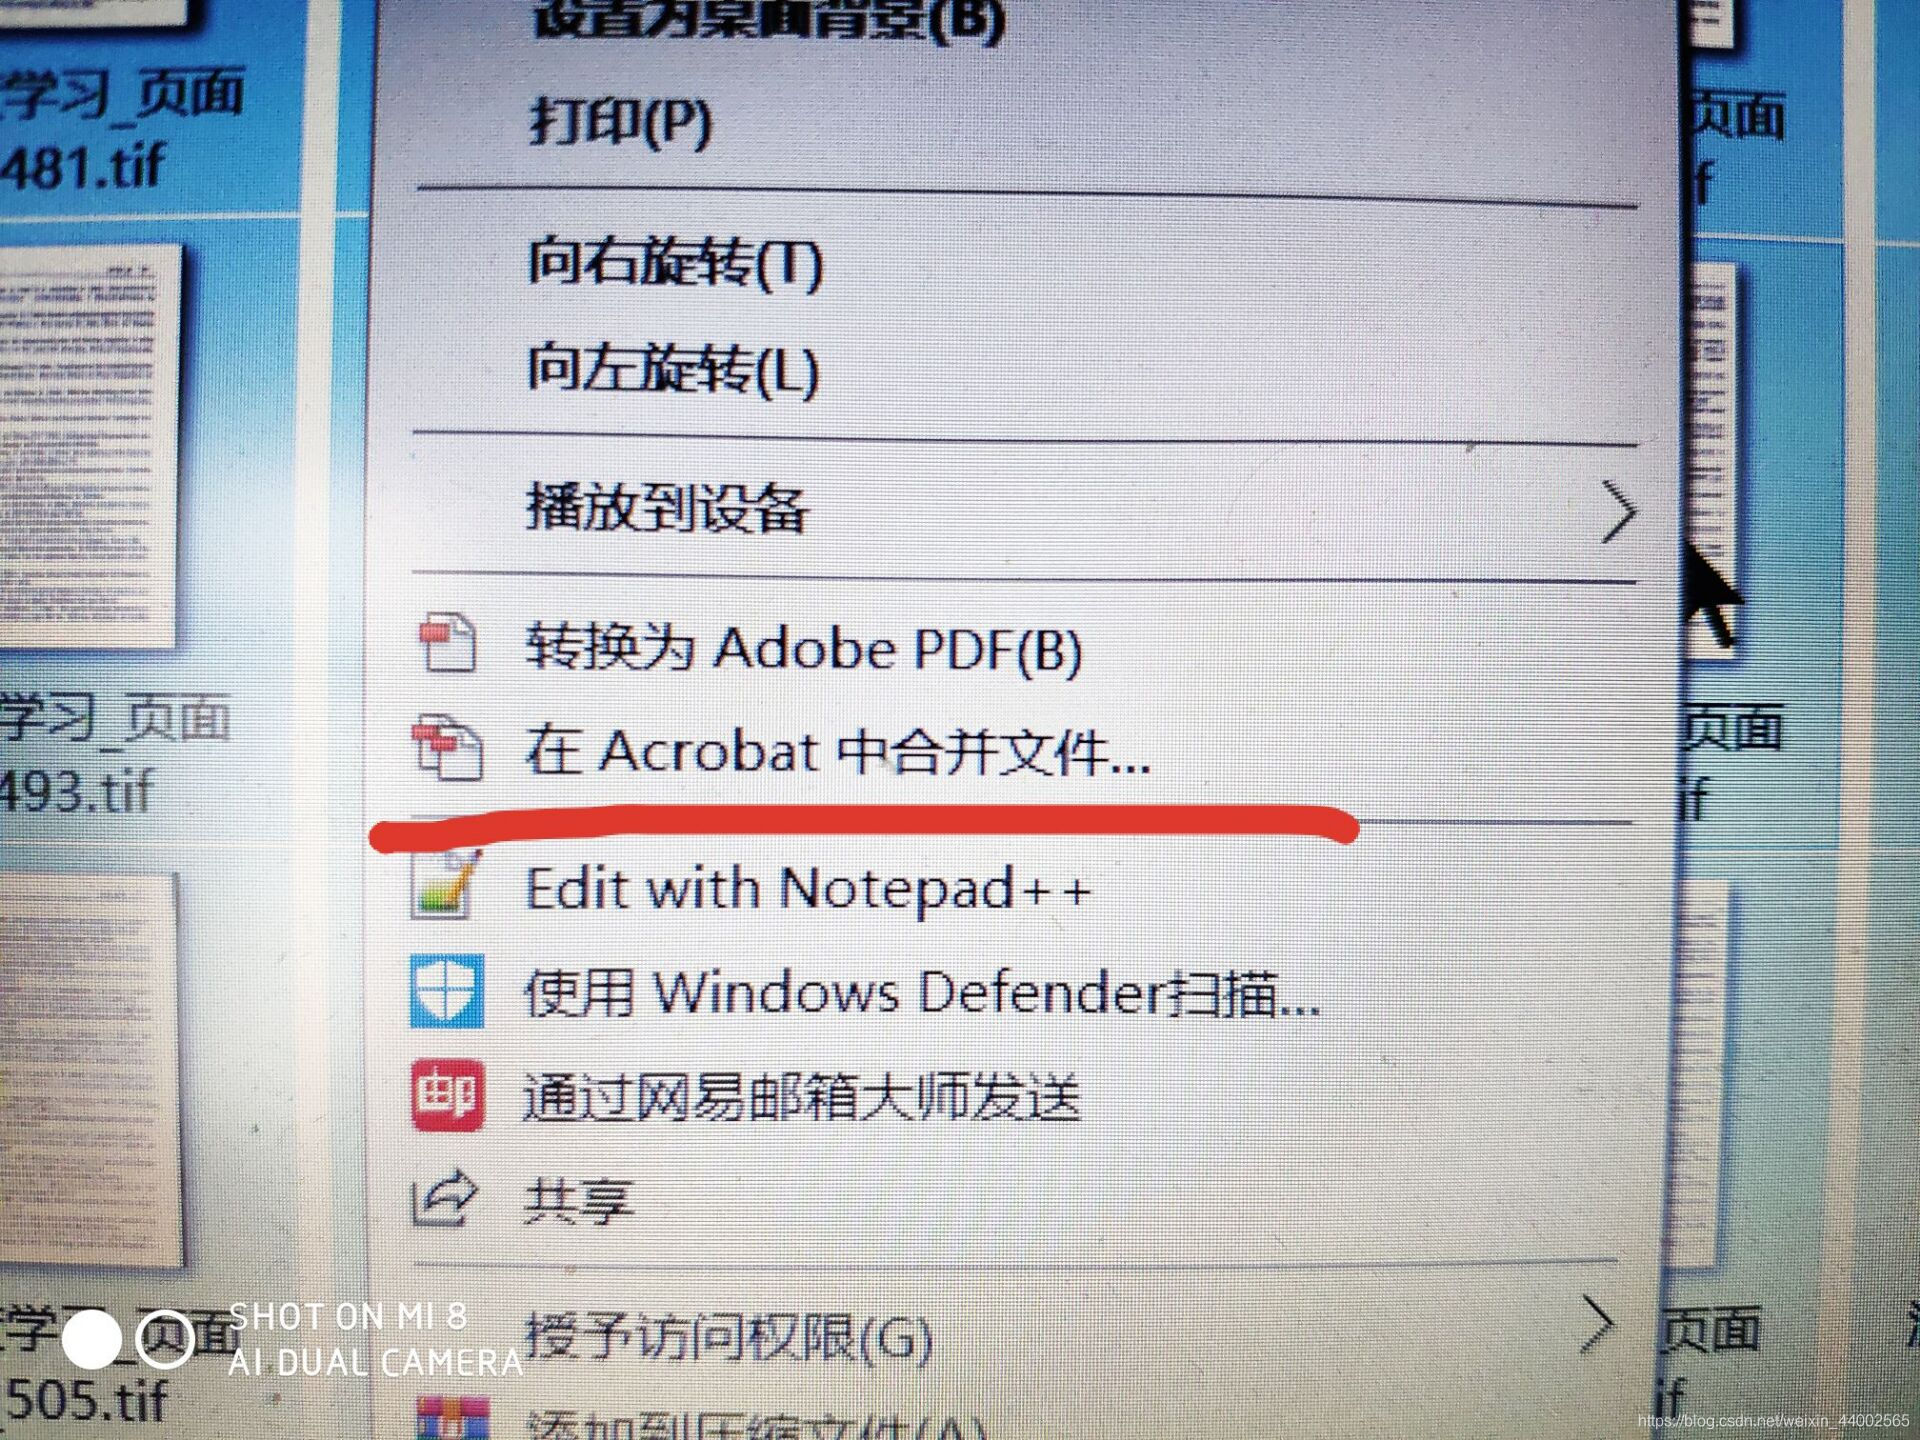 设置为桌面背景(B)
打印(P)
向右旋转(T)
向左旋转(L)
播放到设备
转换为 Adobe PDF(B)
在 Acrobat 中合并文件...
Edit with Notepad++
使用 Windows Defender扫描...
通过网易邮箱大师发送
共享
授予访问权限(G)
添加到压缩文件(A)
学习_页面
481.tif
学习_页面
493.tif
学习_页面
505.tif
页面
f
页面
if
页面
if
邮
SHOT ON MI 8
AI DUAL CAMERA
https://blog.csdn.net/weixin_44002565